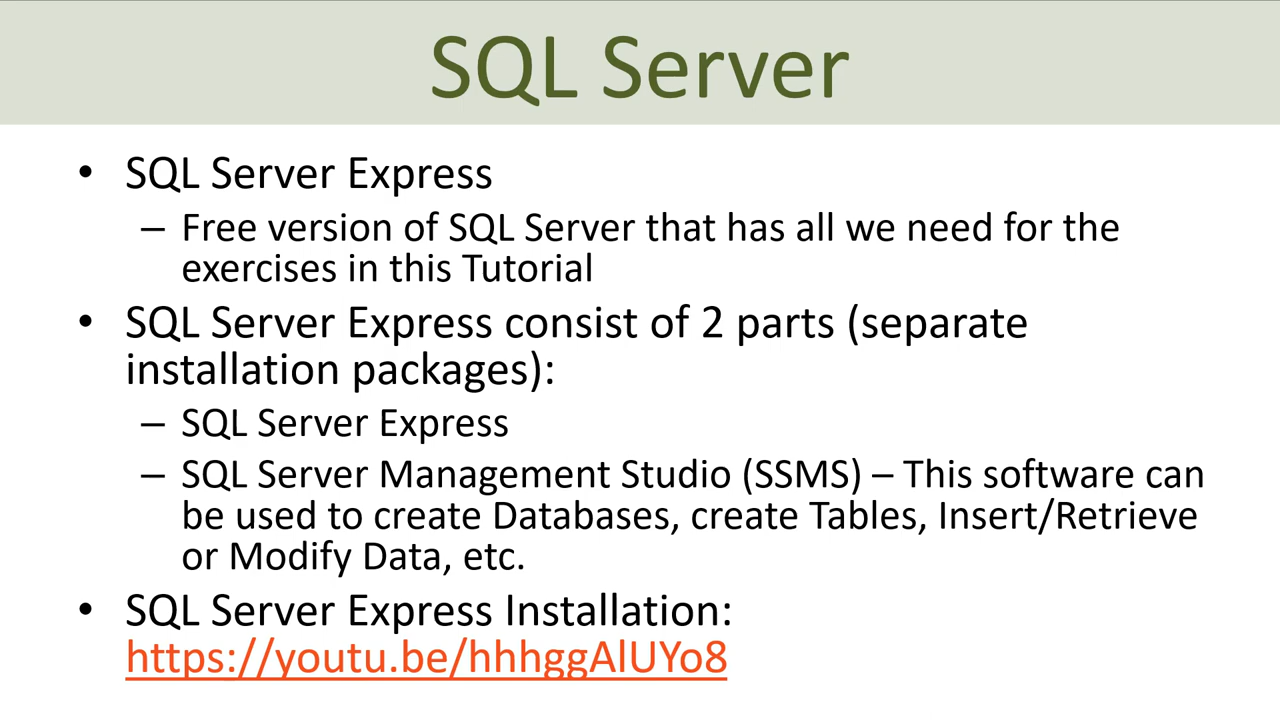 SQL Server
• SQL Server Express
– Free version of SQL Server that has all we need for the
exercises in this Tutorial
• SQL Server Express consist of 2 parts (separate
installation packages):
– SQL Server Express
– SQL Server Management Studio (SSMS) – This software can
be used to create Databases, create Tables, Insert/Retrieve
or Modify Data, etc.
• SQL Server Express Installation:
https://youtu.be/hhhggAlUYo8